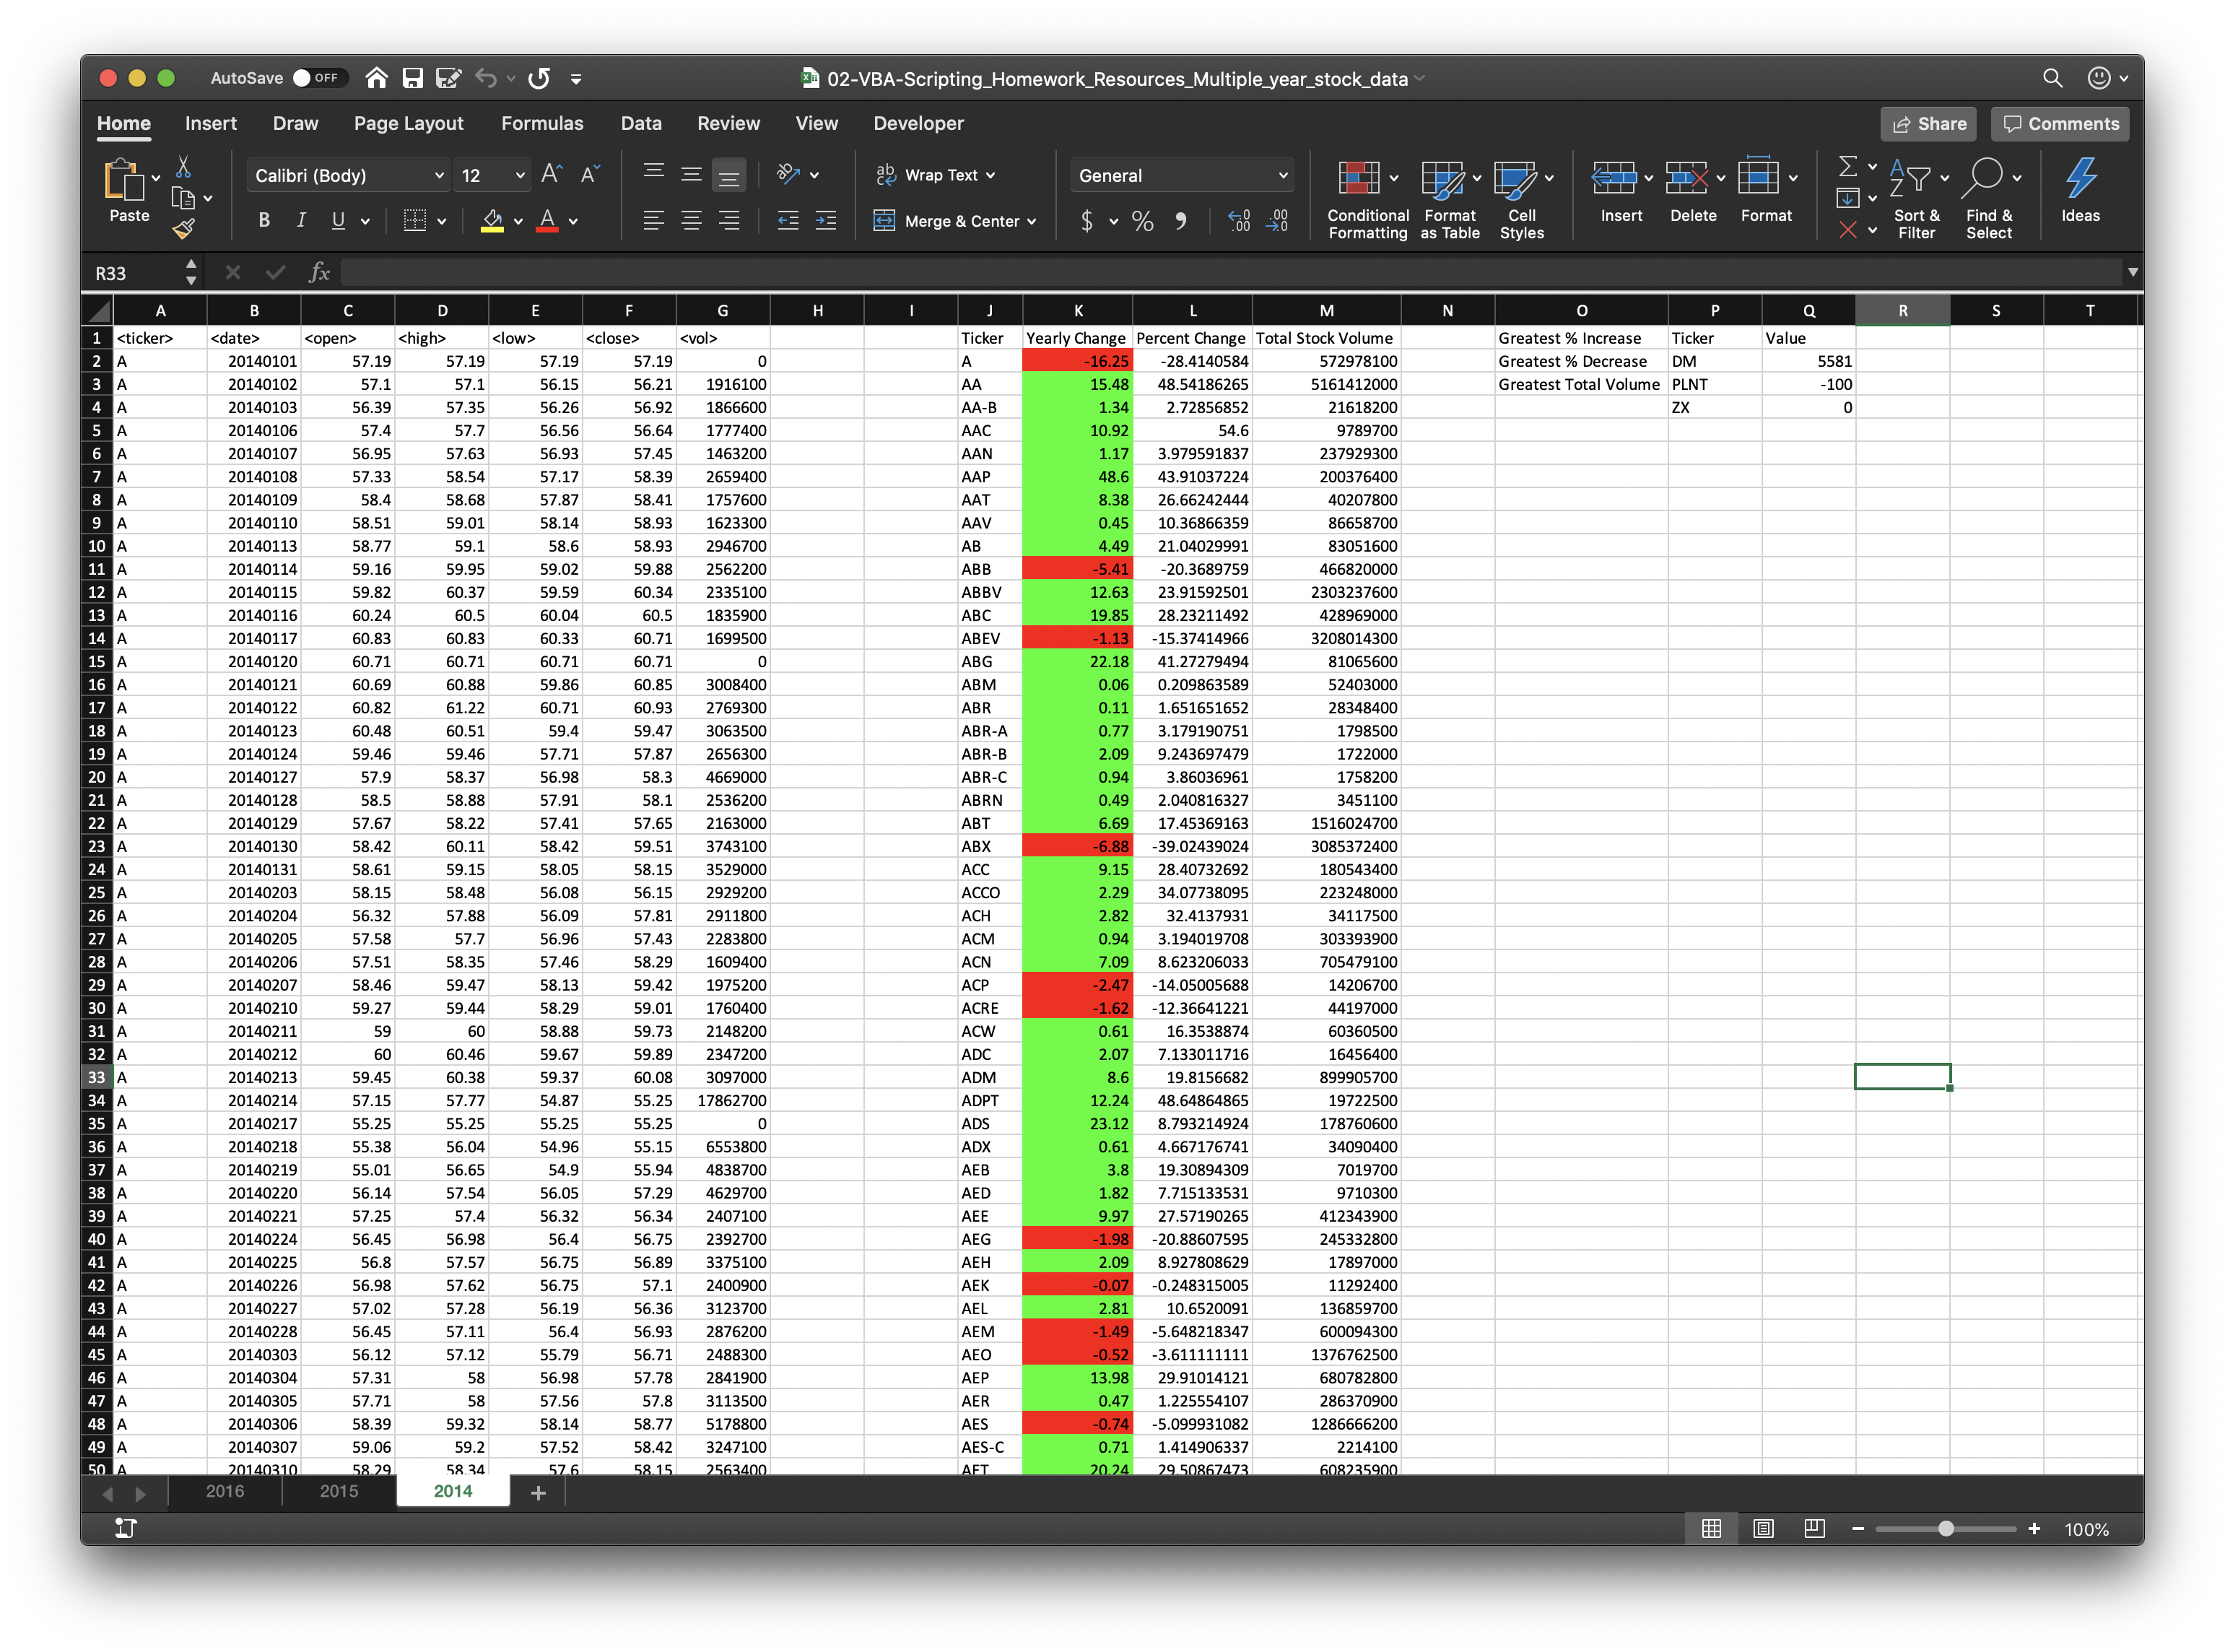 AutoSave OFF 02-VBA-Scripting_Homework_Resources_Multiple_year_stock_data
Home Insert Draw Page Layout Formulas Data Review View Developer Share Comments
Paste Calibri (Body) 12 Wrap Text General Conditional Formatting Format as Table Cell Styles Insert Delete Format Sort & Filter Find & Select Ideas
B I U A Merge & Center $ %
R33 fx
A B C D E F G H I J K L M N O P Q R S T
1 <ticker> <date> <open> <high> <low> <close> <vol> Ticker Yearly Change Percent Change Total Stock Volume Greatest % Increase Ticker Value
2 A 20140101 57.19 57.19 57.19 57.19 0 A -16.25 -28.4140584 572978100 Greatest % Decrease DM 5581
3 A 20140102 57.1 57.1 56.15 56.21 1916100 AA 15.48 48.54186265 5161412000 Greatest Total Volume PLNT -100
4 A 20140103 56.39 57.35 56.26 56.92 1866600 AA-B 1.34 2.72856852 21618200 ZX 0
5 A 20140106 57.4 57.7 56.56 56.64 1777400 AAC 10.92 54.6 9789700
6 A 20140107 56.95 57.63 56.93 57.45 1463200 AAN 1.17 3.979591837 237929300
7 A 20140108 57.33 58.54 57.17 58.39 2659400 AAP 48.6 43.91037224 200376400
8 A 20140109 58.4 58.68 57.87 58.41 1757600 AAT 8.38 26.66242444 40207800
9 A 20140110 58.51 59.01 58.14 58.93 1623300 AAV 0.45 10.36866359 86658700
10 A 20140113 58.77 59.1 58.6 58.93 2946700 AB 4.49 21.04029991 83051600
11 A 20140114 59.16 59.95 59.02 59.88 2562200 ABB -5.41 -20.3689759 466820000
12 A 20140115 59.82 60.37 59.59 60.34 2335100 ABBV 12.63 23.91592501 2303237600
13 A 20140116 60.24 60.5 60.04 60.5 1835900 ABC 19.85 28.23211492 428969000
14 A 20140117 60.83 60.83 60.33 60.71 1699500 ABEV -1.13 -15.37414966 3208014300
15 A 20140120 60.71 60.71 60.71 60.71 0 ABG 22.18 41.27279494 81065600
16 A 20140121 60.69 60.88 59.86 60.85 3008400 ABM 0.06 0.209863589 52403000
17 A 20140122 60.82 61.22 60.71 60.93 2769300 ABR 0.11 1.651651652 28348400
18 A 20140123 60.48 60.51 59.4 59.47 3063500 ABR-A 0.77 3.179190751 1798500
19 A 20140124 59.46 59.46 57.71 57.87 2656300 ABR-B 2.09 9.243697479 1722000
20 A 20140127 57.9 58.37 56.98 58.3 4669000 ABR-C 0.94 3.86036961 1758200
21 A 20140128 58.5 58.88 57.91 58.1 2536200 ABRN 0.49 2.040816327 3451100
22 A 20140129 57.67 58.22 57.41 57.65 2163000 ABT 6.69 17.45369163 1516024700
23 A 20140130 58.42 60.11 58.42 59.51 3743100 ABX -6.88 -39.02439024 3085372400
24 A 20140131 58.61 59.15 58.05 58.15 3529000 ACC 9.15 28.40732692 180543400
25 A 20140203 58.15 58.48 56.08 56.15 2929200 ACCO 2.29 34.07738095 223248000
26 A 20140204 56.32 57.88 56.09 57.81 2911800 ACH 2.82 32.4137931 34117500
27 A 20140205 57.58 57.7 56.96 57.43 2283800 ACM 0.94 3.194019708 303393900
28 A 20140206 57.51 58.35 57.46 58.29 1609400 ACN 7.09 8.623206033 705479100
29 A 20140207 58.46 59.47 58.13 59.42 1975200 ACP -2.47 -14.05005688 14206700
30 A 20140210 59.27 59.44 58.29 59.01 1760400 ACRE -1.62 -12.36641221 44197000
31 A 20140211 59 60 58.88 59.73 2148200 ACW 0.61 16.3538874 60360500
32 A 20140212 60 60.46 59.67 59.89 2347200 ADC 2.07 7.133011716 16456400
33 A 20140213 59.45 60.38 59.37 60.08 3097000 ADM 8.6 19.8156682 899905700
34 A 20140214 57.15 57.77 54.87 55.25 17862700 ADPT 12.24 48.64864865 19722500
35 A 20140217 55.25 55.25 55.25 55.25 0 ADS 23.12 8.793214924 178760600
36 A 20140218 55.38 56.04 54.96 55.15 6553800 ADX 0.61 4.667176741 34090400
37 A 20140219 55.01 56.65 54.9 55.94 4838700 AEB 3.8 19.30894309 7019700
38 A 20140220 56.14 57.54 56.05 57.29 4629700 AED 1.82 7.715133531 9710300
39 A 20140221 57.25 57.4 56.32 56.34 2407100 AEE 9.97 27.57190265 412343900
40 A 20140224 56.45 56.98 56.4 56.75 2392700 AEG -1.98 -20.88607595 245332800
41 A 20140225 56.8 57.57 56.75 56.89 3375100 AEH 2.09 8.927808629 17897000
42 A 20140226 56.98 57.62 56.75 57.1 2400900 AEK -0.07 -0.248315005 11292400
43 A 20140227 57.02 57.28 56.19 56.36 3123700 AEL 2.81 10.6520091 136859700
44 A 20140228 56.45 57.11 56.4 56.93 2876200 AEM -1.49 -5.648218347 600094300
45 A 20140303 56.12 57.12 55.79 56.71 2488300 AEO -0.52 -3.611111111 1376762500
46 A 20140304 57.31 58 56.98 57.78 2841900 AEP 13.98 29.91014121 680782800
47 A 20140305 57.71 58 57.56 57.8 3113500 AER 0.47 1.225554107 286370900
48 A 20140306 58.39 59.32 58.14 58.77 5178800 AES -0.74 -5.099931082 1286666200
49 A 20140307 59.06 59.2 57.52 58.42 3247100 AES-C 0.71 1.414906337 2214100
50 A 20140310 58.29 58.34 57.6 58.15 2563400 AET 20.24 29.50867473 608235900
2016 2015 2014 +
100%